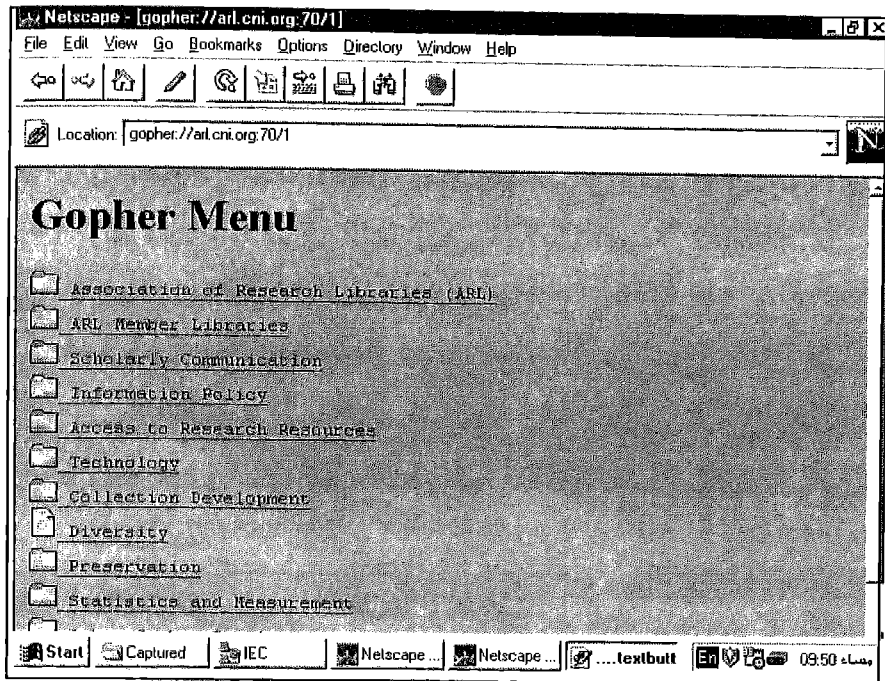 Netscape - [gopher://arl.cni.org:70/1]
File Edit View Go Bookmarks Options Directory Window Help
Location: gopher://arl.cni.org:70/1
N
Gopher Menu
Association of Research Libraries (ARL)
ARL Member Libraries
Scholarly Communication
Information Policy
Access to Research Resources
Technology
Collection Development
Diversity
Preservation
Statistics and Measurement
Start Captured IEC Netscape ... Netscape ... ....textbutt En 09:50 مساء